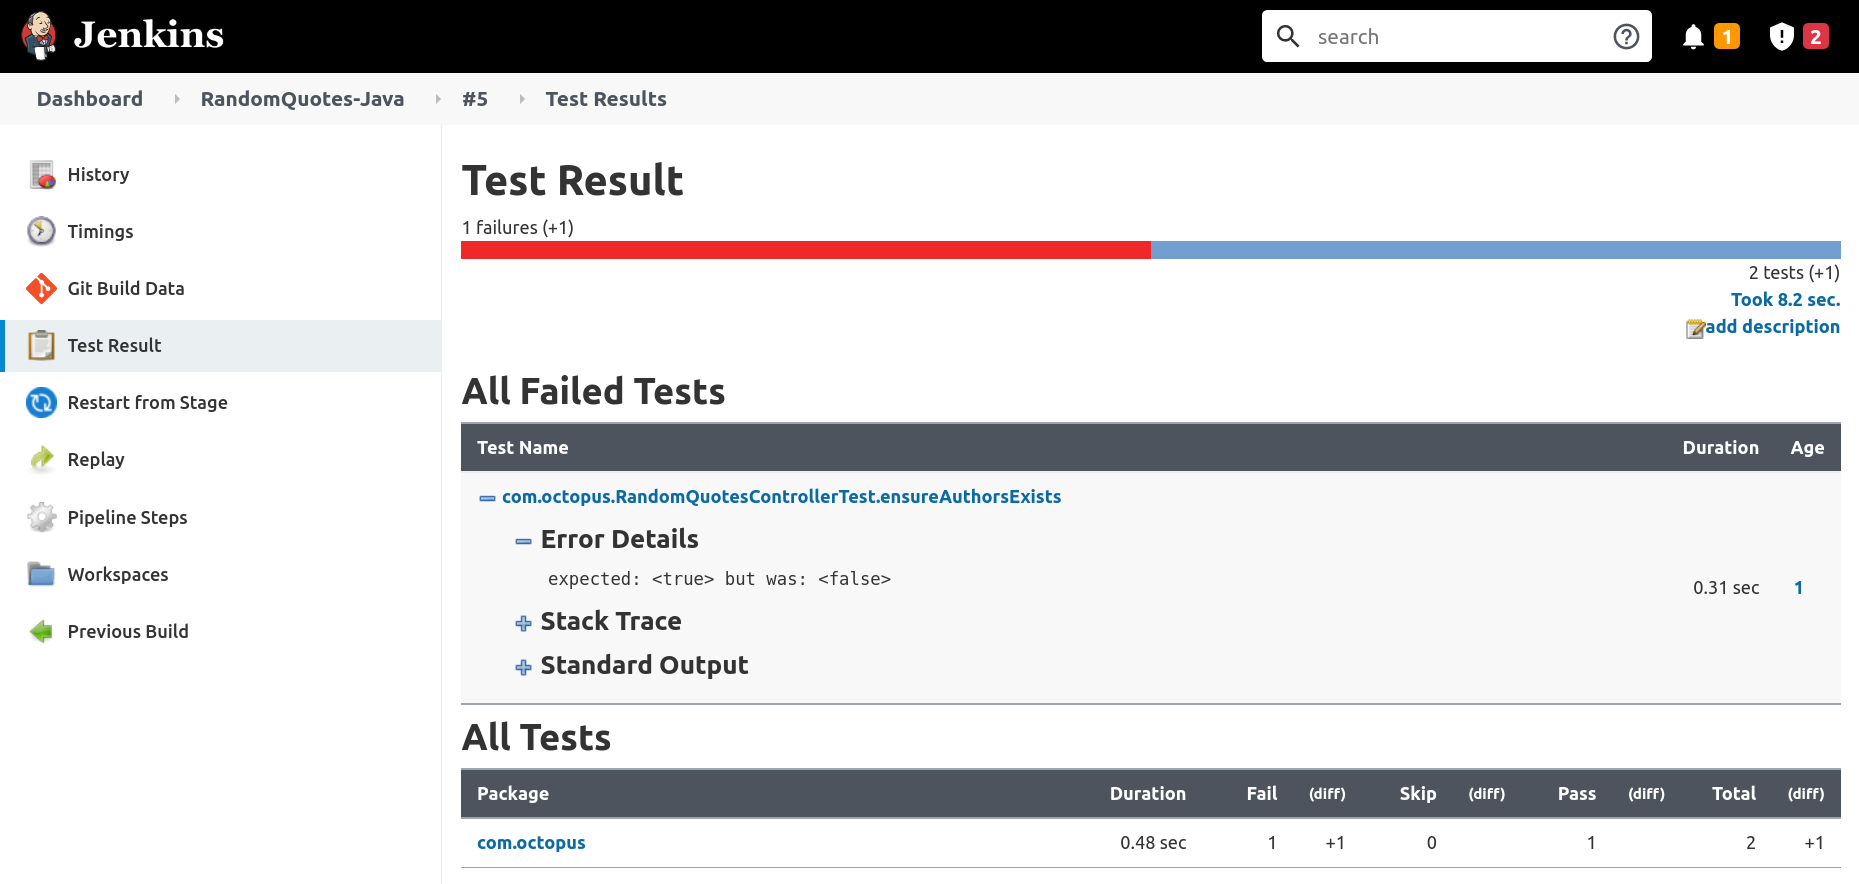 Jenkins
search
1
2
Dashboard
RandomQuotes-Java
#5
Test Results
History
Timings
Git Build Data
Test Result
Restart from Stage
Replay
Pipeline Steps
Workspaces
Previous Build
Test Result
1 failures (+1)
2 tests (+1)
Took 8.2 sec.
add description
All Failed Tests
Test Name Duration Age
com.octopus.RandomQuotesControllerTest.ensureAuthorsExists
Error Details
expected: <true> but was: <false>
0.31 sec 1
Stack Trace
Standard Output
All Tests
Package Duration Fail (diff) Skip (diff) Pass (diff) Total (diff)
com.octopus 0.48 sec 1 +1 0 1 2 +1